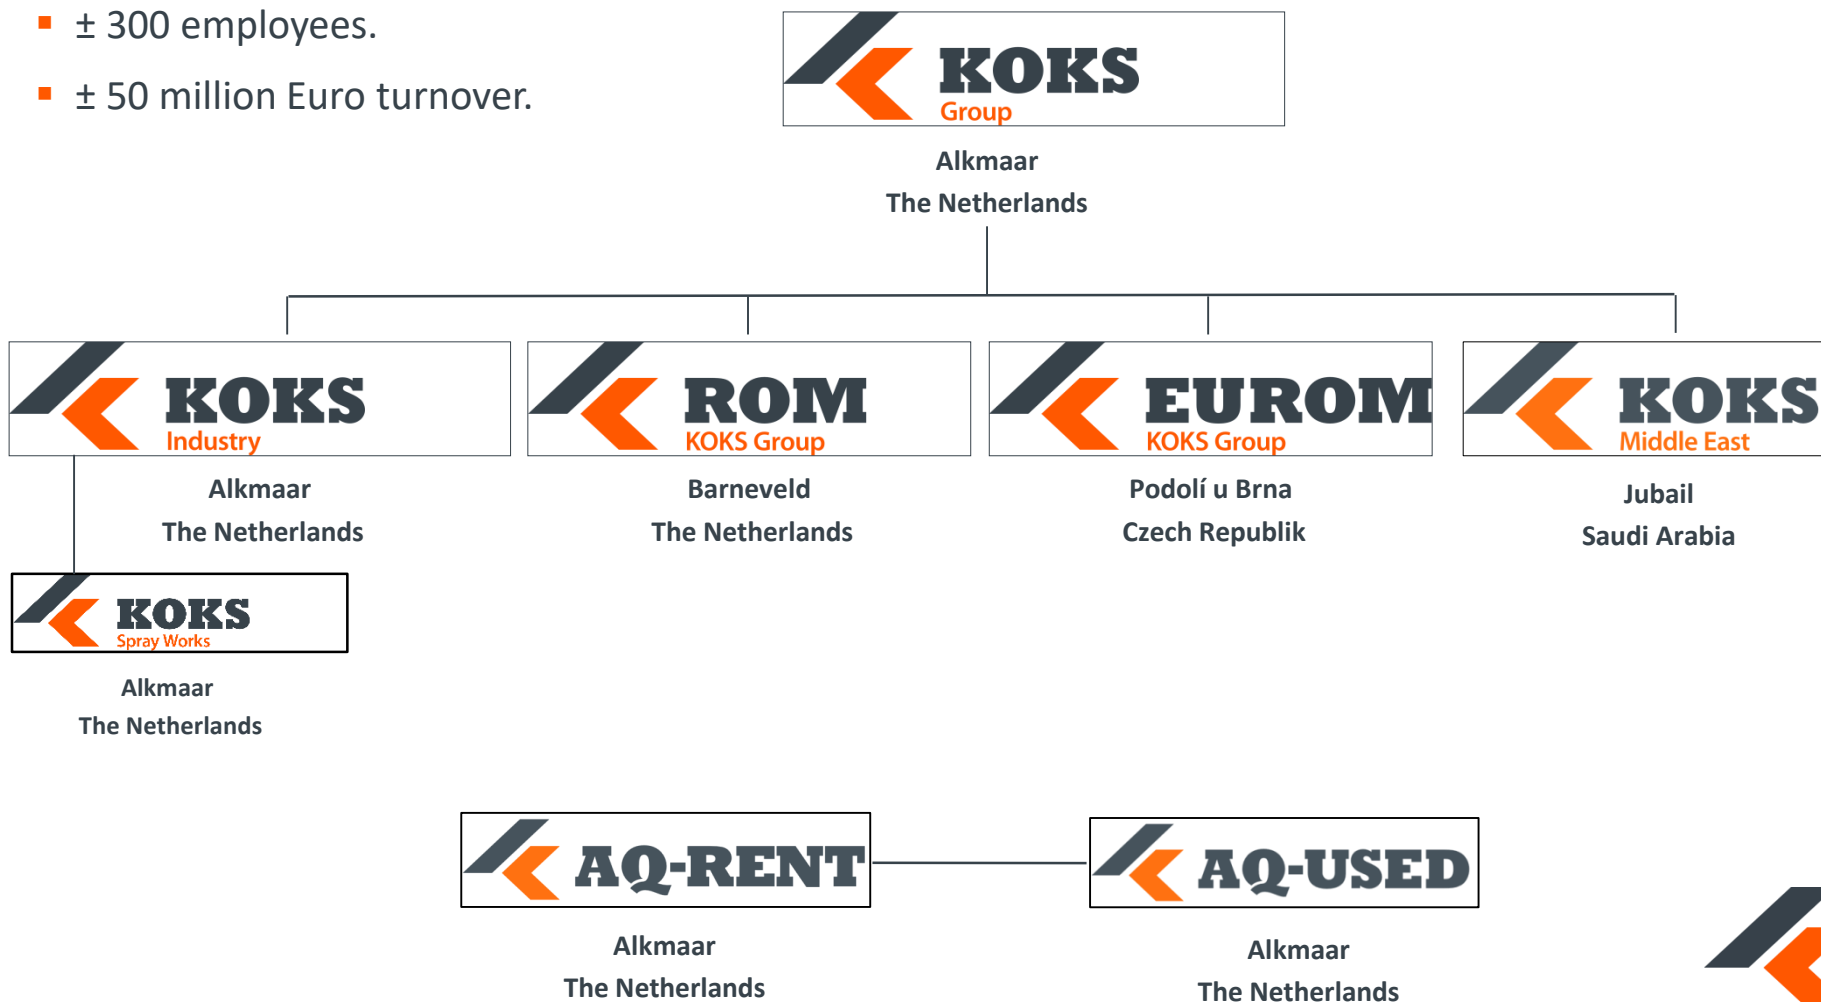 ▪ ± 300 employees.
▪ ± 50 million Euro turnover.
KOKS
Group
Alkmaar
The Netherlands
KOKS
Industry
Alkmaar
The Netherlands
ROM
KOKS Group
Barneveld
The Netherlands
EUROM
KOKS Group
Podolí u Brna
Czech Republik
KOKS
Middle East
Jubail
Saudi Arabia
KOKS
Spray Works
Alkmaar
The Netherlands
AQ-RENT
Alkmaar
The Netherlands
AQ-USED
Alkmaar
The Netherlands